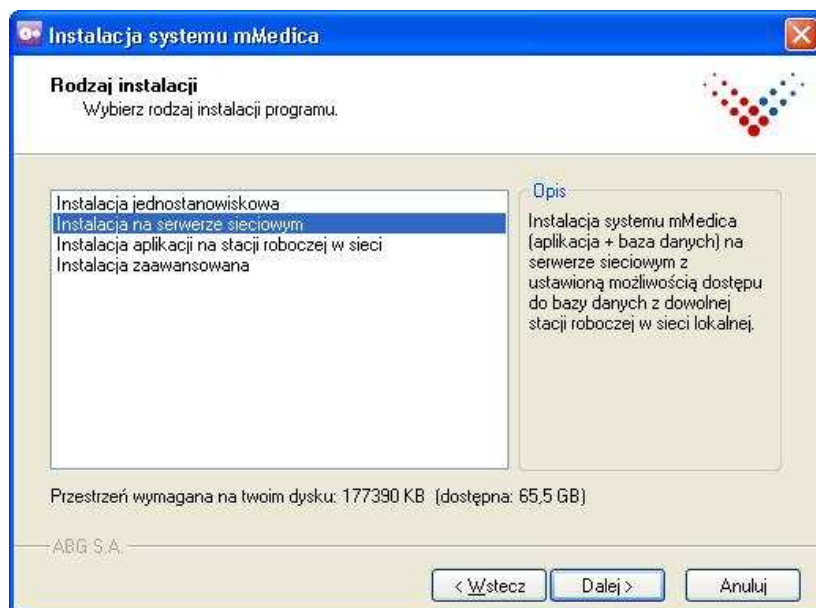 Instalacja systemu mMedica
Rodzaj instalacji
Wybierz rodzaj instalacji programu.
Instalacja jednostanowiskowa
Instalacja na serwerze sieciowym
Instalacja aplikacji na stacji roboczej w sieci
Instalacja zaawansowana
Opis
Instalacja systemu mMedica
(aplikacja + baza danych) na
serwerze sieciowym z
ustawioną możliwością dostępu
do bazy danych z dowolnej
stacji roboczej w sieci lokalnej.
Przestrzeń wymagana na twoim dysku: 177390 KB (dostępna: 65,5 GB)
ABG S.A.
< Wstecz
Dalej >
Anuluj